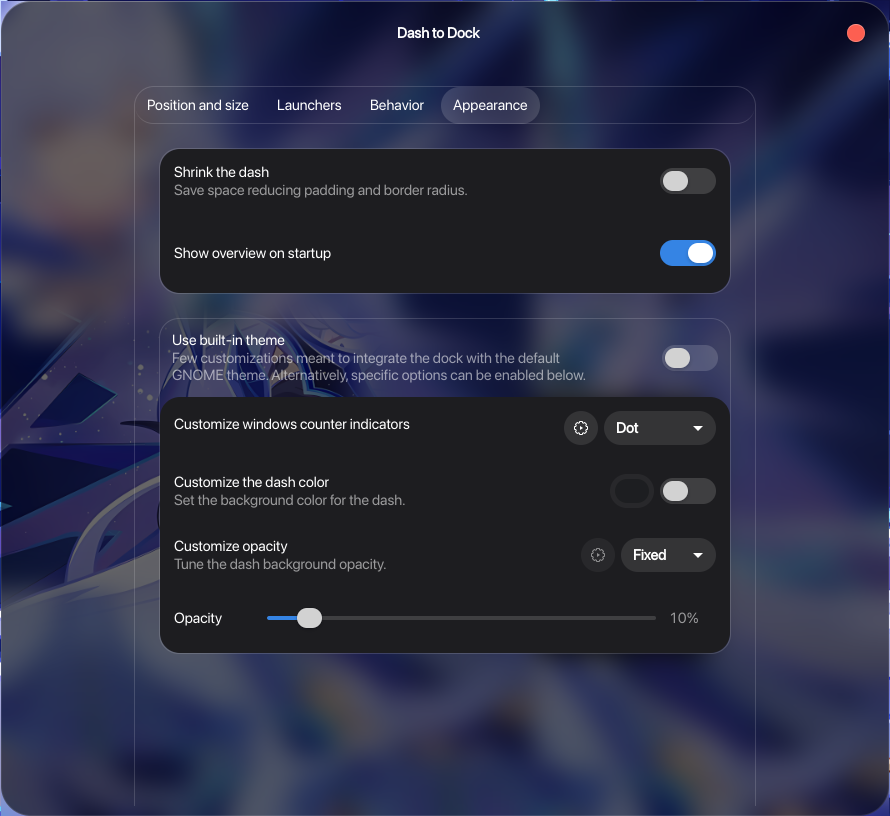 Dash to Dock
Position and size
Launchers
Behavior
Appearance
Shrink the dash
Save space reducing padding and border radius.
Show overview on startup
Use built-in theme
Few customizations meant to integrate the dock with the default
GNOME theme. Alternatively, specific options can be enabled below.
Customize windows counter indicators
Dot
Customize the dash color
Set the background color for the dash.
Customize opacity
Tune the dash background opacity.
Fixed
Opacity
10%